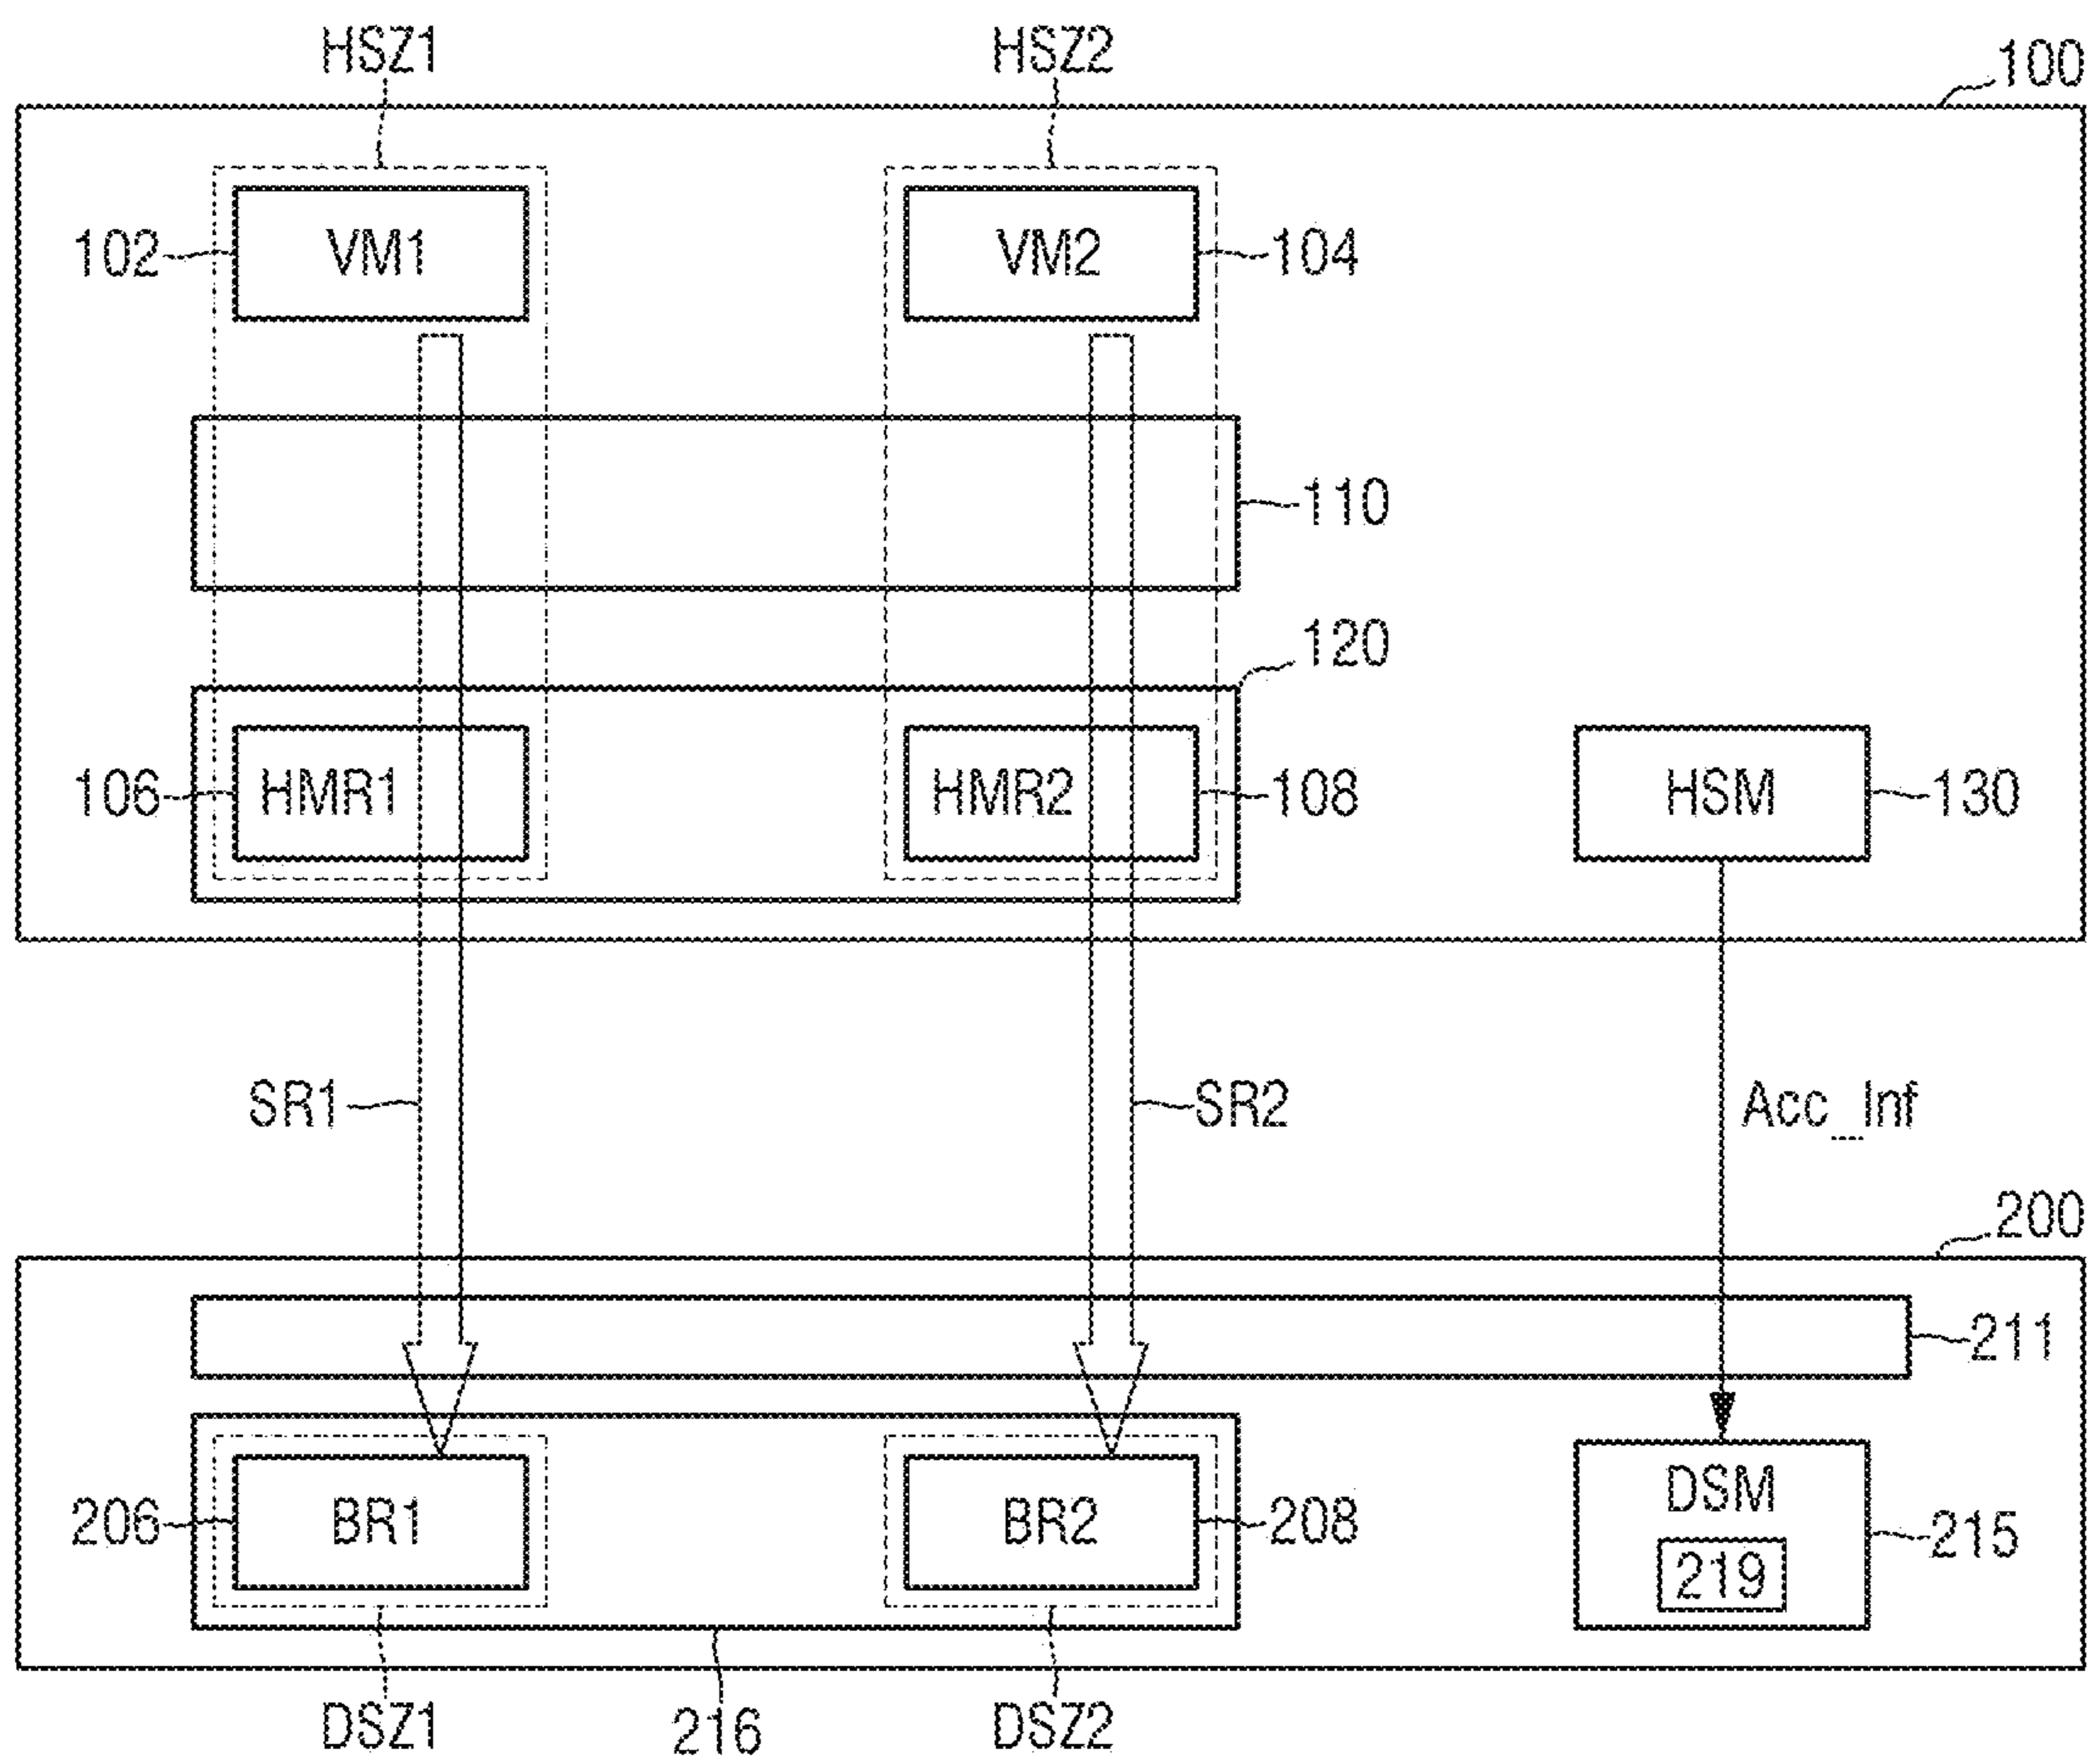 HSZ1 HSZ2 100
102 VM1 VM2 104
110
120
106 HMR1 HMR2 108 HSM 130
SR1 SR2 Acc_Inf
200
211
206 BR1 BR2 208 DSM 215
219
DSZ1 216 DSZ2